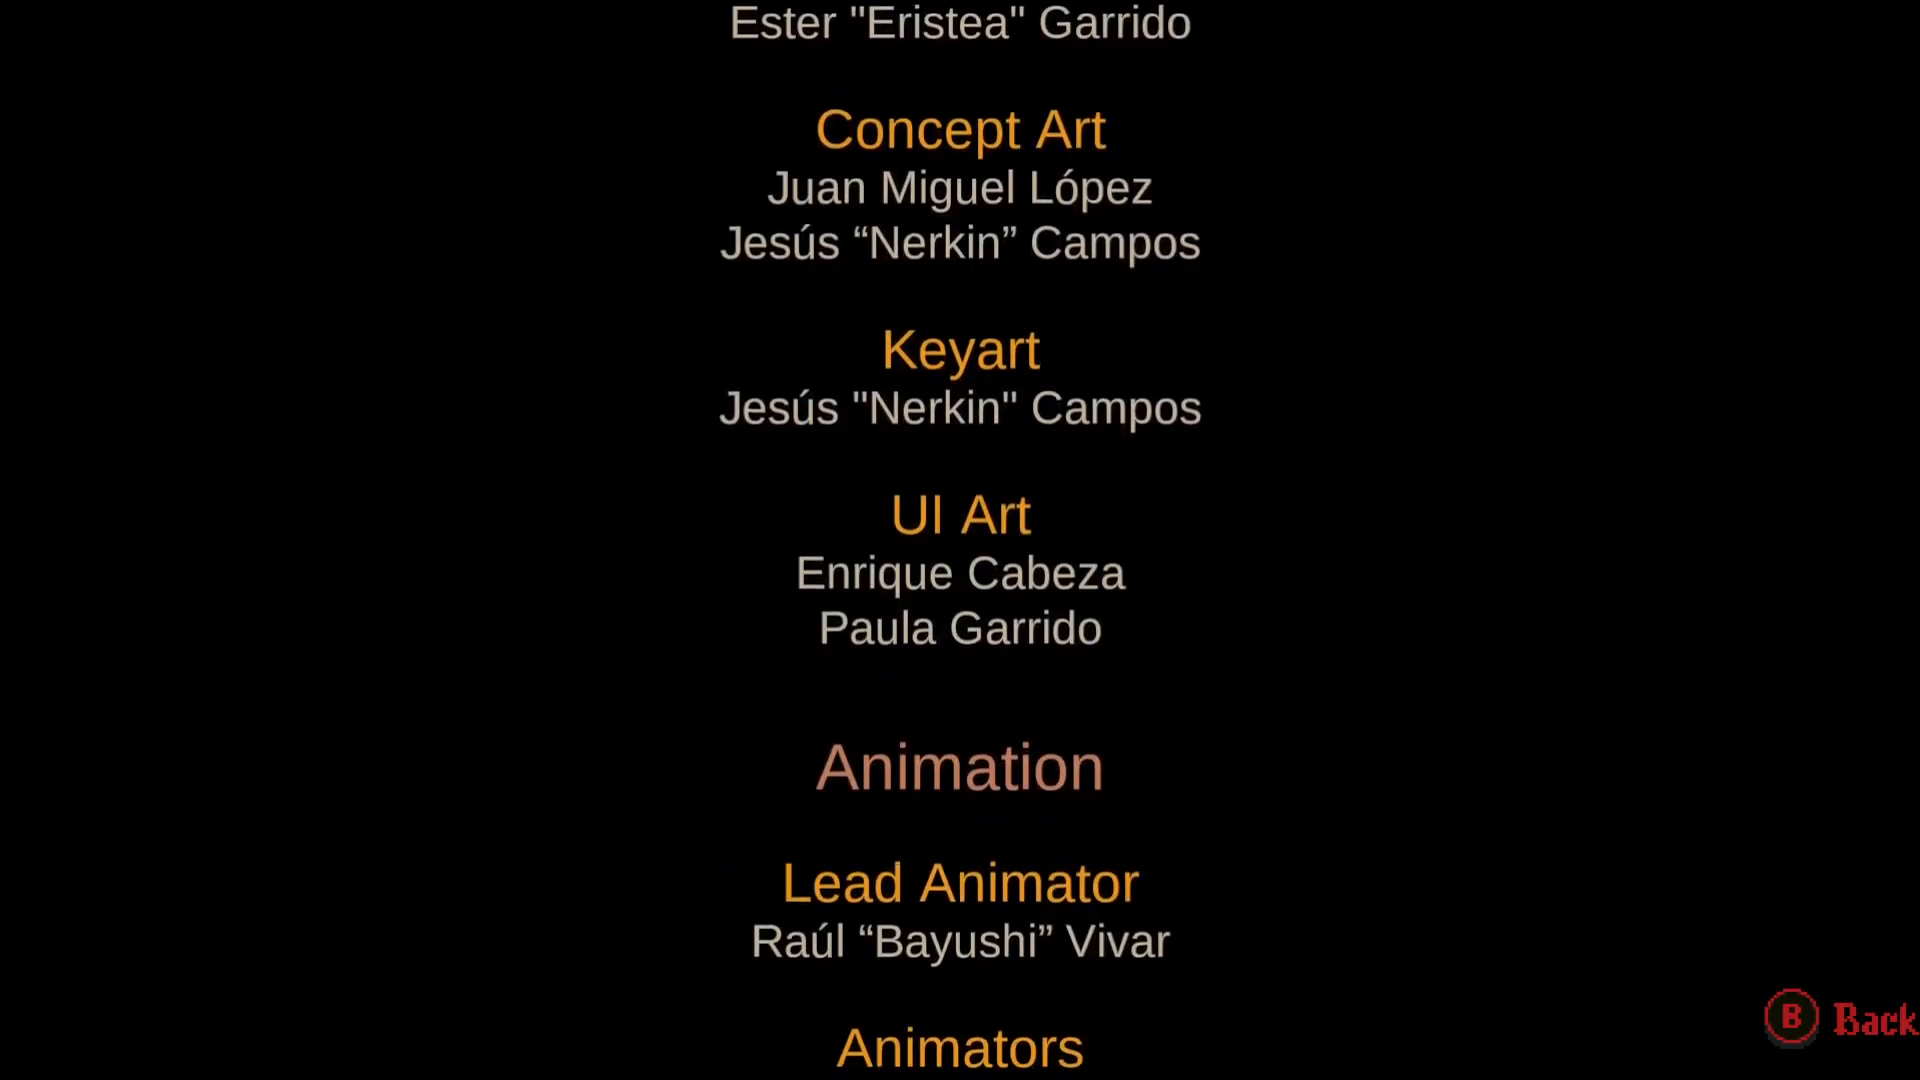 Ester "Eristea" Garrido
Concept Art
Juan Miguel López
Jesús “Nerkin” Campos
Keyart
Jesús "Nerkin" Campos
UI Art
Enrique Cabeza
Paula Garrido
Animation
Lead Animator
Raúl “Bayushi” Vivar
Animators
B Back